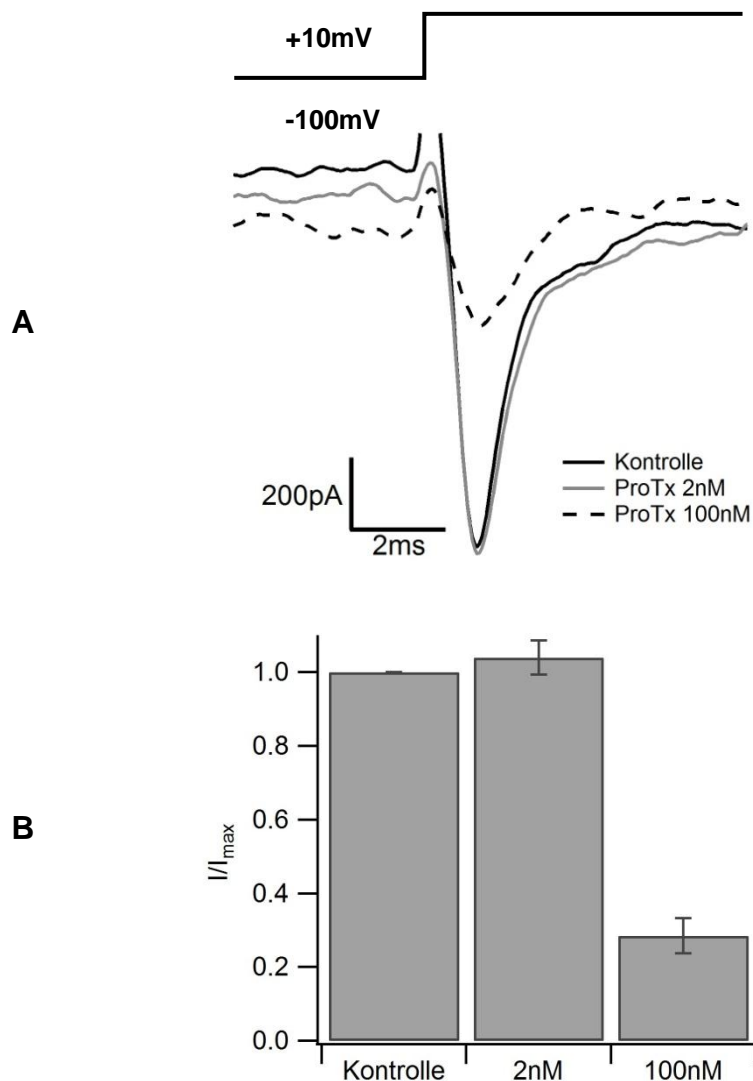 +10mV
-100mV
A
200pA
2ms
Kontrolle
ProTx 2nM
ProTx 100nM
B
I/Imax
1.0
0.8
0.6
0.4
0.2
0.0
Kontrolle 2nM 100nM